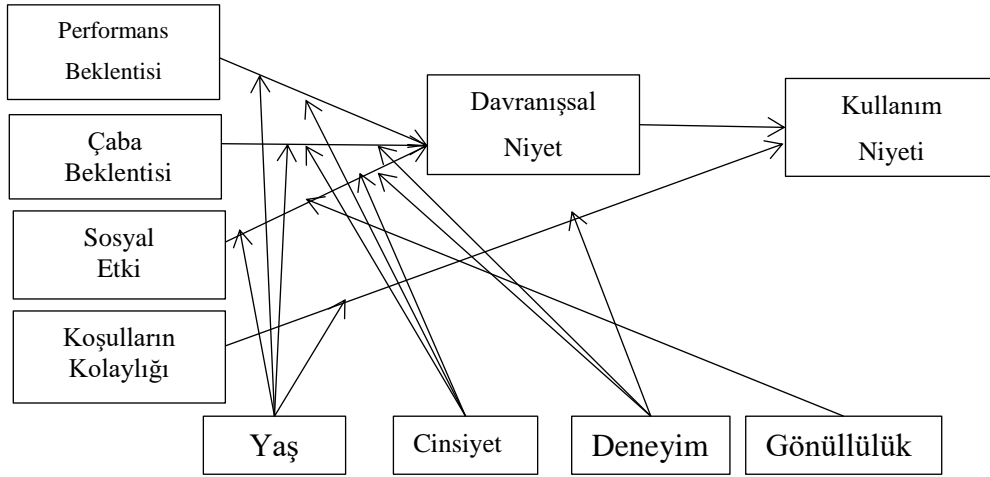 Performans
Beklentisi
Çaba
Beklentisi
Sosyal
Etki
Koşulların
Kolaylığı
Davranışsal
Niyet
Kullanım
Niyeti
Yaş
Cinsiyet
Deneyim
Gönüllülük